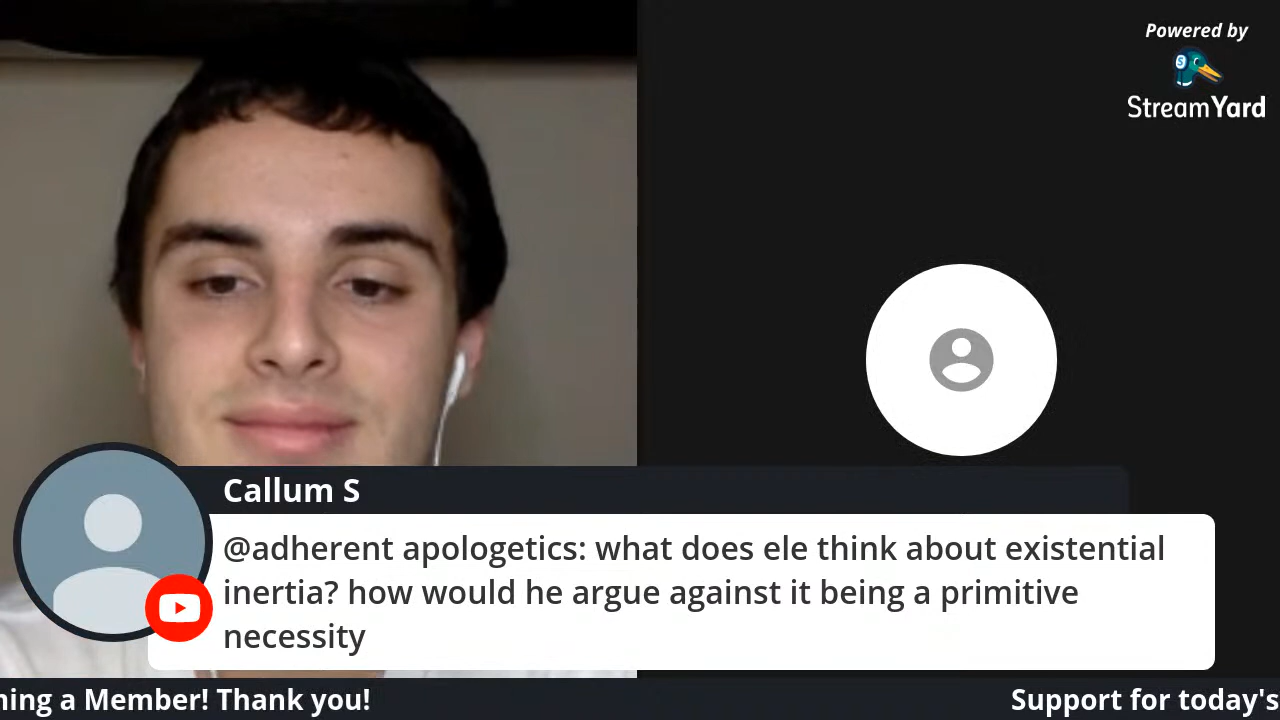 Powered by
StreamYard
Callum S
@adherent apologetics: what does ele think about existential
inertia? how would he argue against it being a primitive
necessity
ning a Member! Thank you!
Support for today's